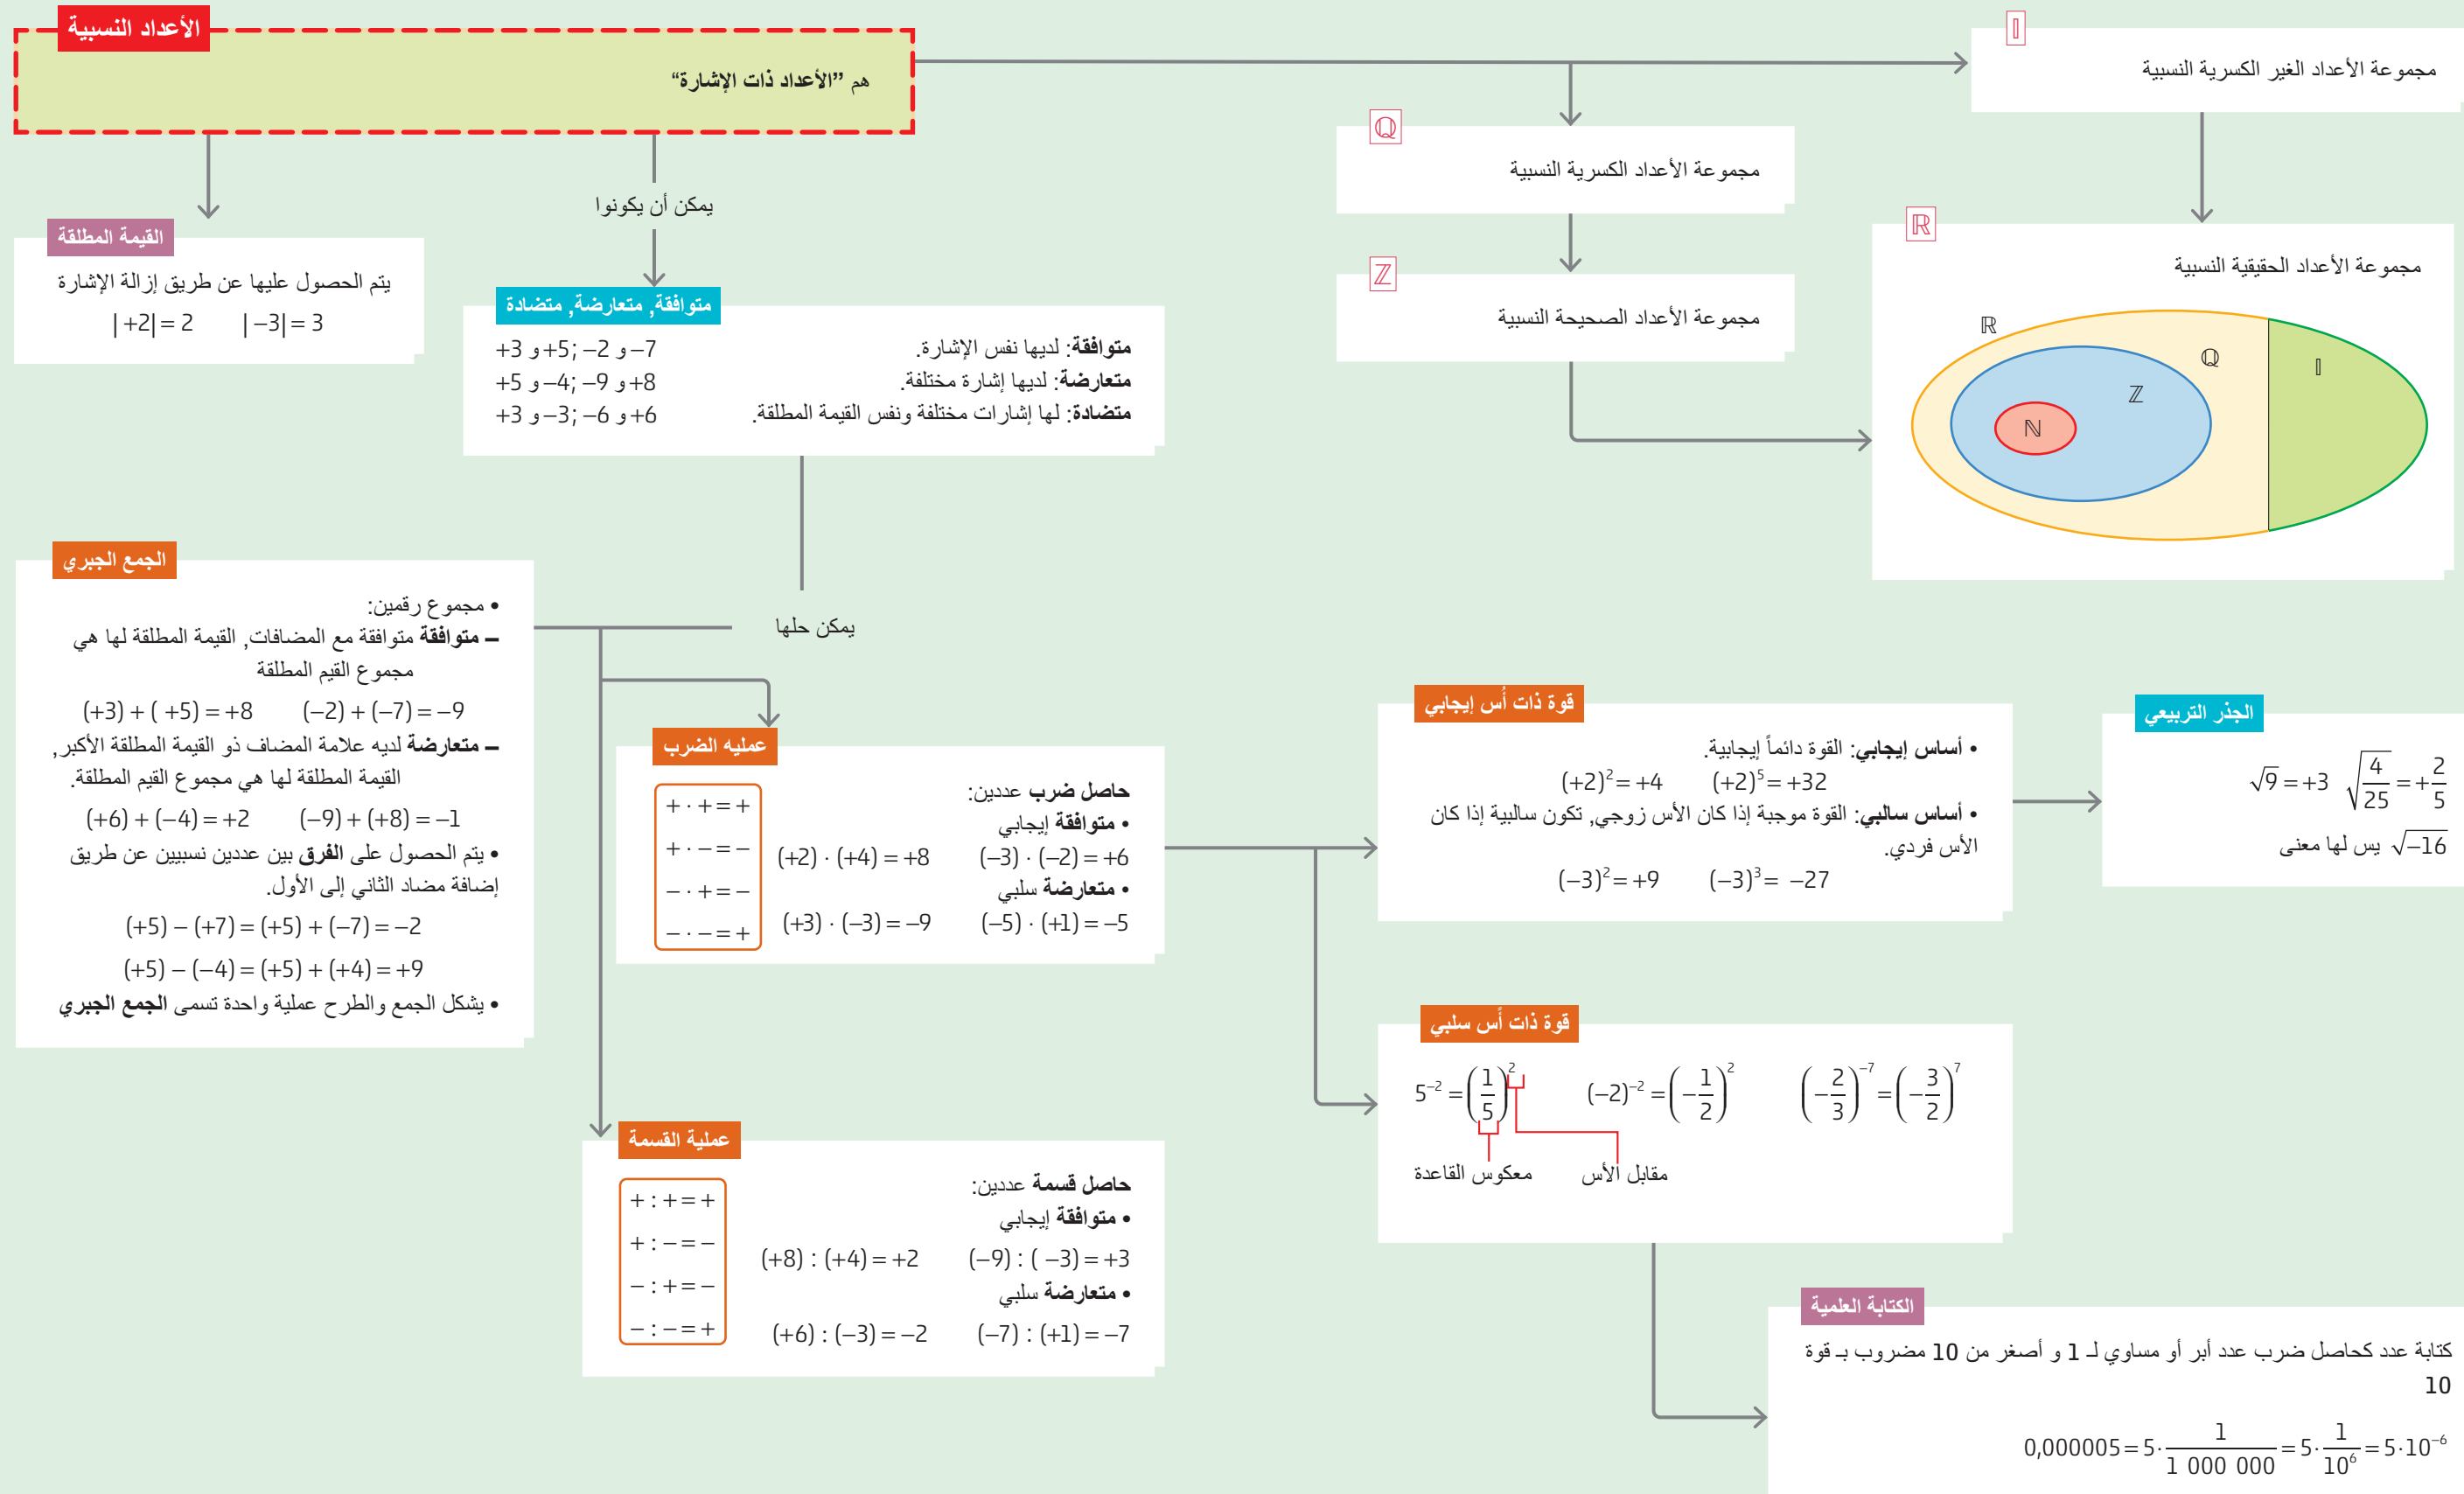 الأعداد النسبية
هم ”الأعداد ذات الإشارة“
القيمة المطلقة
يتم الحصول عليها عن طريق إزالة الإشارة
|+2|= 2 |–3|= 3
يمكن أن يكونوا
متوافقة, متعارضة, متضادة
متوافقة: لديها نفس الإشارة. +3 و +5; –2 و –7
متعارضة: لديها إشارة مختلفة. +5 و –4; –9 و +8
متضادة: لها إشارات مختلفة ونفس القيمة المطلقة. +3 و –3; –6 و +6
𝕀
مجموعة الأعداد الغير الكسرية النسبية
ℚ
مجموعة الأعداد الكسرية النسبية
ℤ
مجموعة الأعداد الصحيحة النسبية
ℝ
مجموعة الأعداد الحقيقية النسبية
ℝ
ℚ
𝕀
ℤ
ℕ
يمكن حلها
الجمع الجبري
• مجموع رقمين:
– متوافقة متوافقة مع المضافات, القيمة المطلقة لها هي
مجموع القيم المطلقة
(+3) + ( +5) = +8 (–2) + (–7) = –9
– متعارضة لديه علامة المضاف ذو القيمة المطلقة الأكبر,
القيمة المطلقة لها هي مجموع القيم المطلقة.
(+6) + (–4) = +2 (–9) + (+8) = –1
• يتم الحصول على الفرق بين عددين نسبيين عن طريق
إضافة مضاد الثاني إلى الأول.
(+5) – (+7) = (+5) + (–7) = –2
(+5) – (–4) = (+5) + (+4) = +9
• يشكل الجمع والطرح عملية واحدة تسمى الجمع الجبري
عمليه الضرب
حاصل ضرب عددين:
• متوافقة إيجابي
(+2) · (+4) = +8 (–3) · (–2) = +6
• متعارضة سلبي
(+3) · (–3) = –9 (–5) · (+1) = –5
+ · + = +
+ · – = –
– · + = –
– · – = +
عملية القسمة
حاصل قسمة عددين:
• متوافقة إيجابي
(+8) : (+4) = +2 (–9) : ( –3) = +3
• متعارضة سلبي
(+6) : (–3) = –2 (–7) : (+1) = –7
+ : + = +
+ : – = –
– : + = –
– : – = +
قوة ذات أس إيجابي
• أساس إيجابي: القوة دائماً إيجابية.
(+2)²= +4 (+2)⁵= +32
• أساس سالبي: القوة موجبة إذا كان الأس زوجي, تكون سالبية إذا كان
الأس فردي.
(–3)²= +9 (–3)³= –27
الجذر التربيعي
√9 = +3 √(4/25) = +2/5
√–16 يس لها معنى
قوة ذات أس سلبي
5⁻² = (1/5)² (–2)⁻² = (–1/2)² (–2/3)⁻⁷ = (–3/2)⁷
معكوس القاعدة مقابل الأس
الكتابة العلمية
كتابة عدد كحاصل ضرب عدد أبر أو مساوي لـ 1 و أصغر من 10 مضروب بـ قوة
10
0,000005 = 5· 1/1 000 000 = 5· 1/10⁶ = 5·10⁻⁶